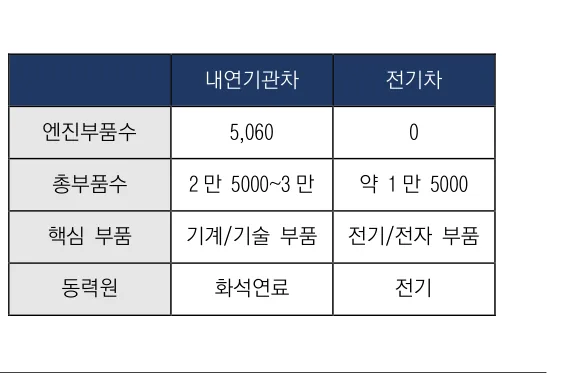 내연기관차 전기차
엔진부품수 5,060 0
총부품수 2만 5000~3만 약 1만 5000
핵심 부품 기계/기술 부품 전기/전자 부품
동력원 화석연료 전기